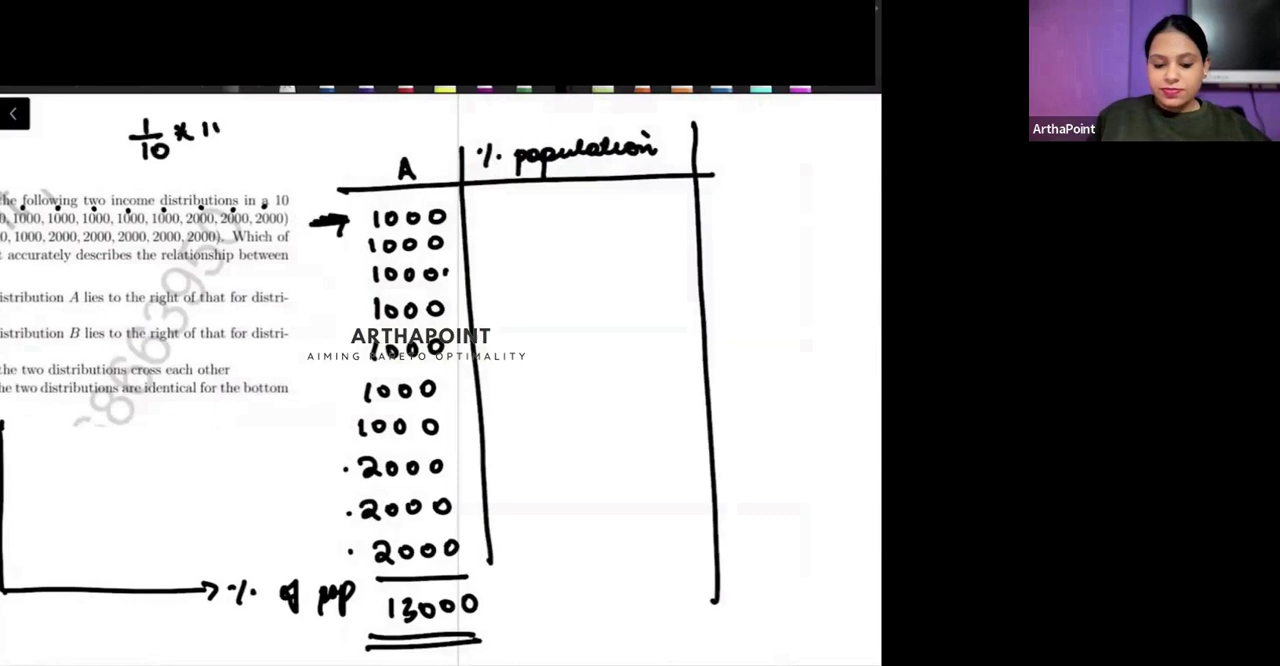 1/10 * 11
the following two income distributions in a 10
0, 1000, 1000, 1000, 1000, 1000, 2000, 2000, 2000)
0, 1000, 2000, 2000, 2000, 2000, 2000). Which of
accurately describes the relationship between
istribution A lies to the right of that for distri-
istribution B lies to the right of that for distri-
he two distributions cross each other
he two distributions are identical for the bottom
% of pop
A
% population
1000
1000
1000
1000
1000
1000
1000
2000
2000
2000
13000
ARTHAPOINT
AIMING PARETO OPTIMALITY
ArthaPoint